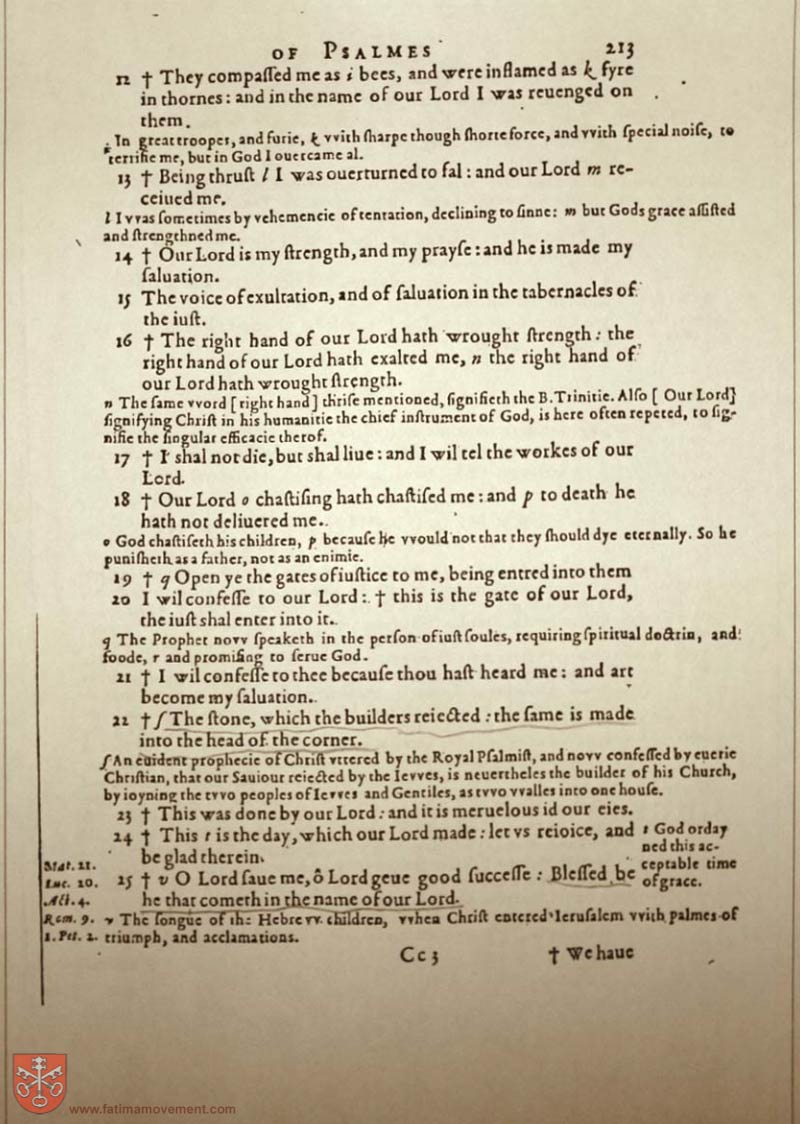 OF PSALMES 213
12 † They compaſſed me as i bees, and were inflamed as k fyre
in thornes: and in the name of our Lord I was reuenged on
them.
In great troopes, and furie, k vvith ſharpe though ſhorte force, and vvith ſpecial noiſe, to
terrifie me, but in God I ouercame al.
13 † Being thruſt l I was ouerturned to fal: and our Lord m re-
ceiued me.
l I vvas ſometimes by vehemencie of tentation, declining to ſinne: m but Gods grace aſſiſted
and ſtrengthned me.
14 † Our Lord is my ſtrength, and my prayſe: and he is made my
ſaluation.
15 The voice of exultation, and of ſaluation in the tabernacles of
the iuſt.
16 † The right hand of our Lord hath wrought ſtrength: the
right hand of our Lord hath exalted me, n the right hand of
our Lord hath wrought ſtrength.
n The ſame vvord [right hand] thriſe mentioned, ſignifieth the B. Trinitie. Alſo [Our Lord]
ſignifying Chriſt in his humanitie the chief inſtrument of God, is here often repeted, to ſig-
nifie the ſingular efficacie therof.
17 † I ſhal not die, but ſhal liue: and I wil tel the workes of our
Lord.
18 † Our Lord o chaſtiſing hath chaſtiſed me: and p to death he
hath not deliuered me.
o God chaſtiſeth his children, p becauſe he vvould not that they ſhould dye eternally. So he
puniſheth as a father, not as an enimie.
19 † q Open ye the gates of iuſtice to me, being entred into them
20 I wil confeſſe to our Lord: † this is the gate of our Lord,
the iuſt shal enter into it.
q The Prophet novv ſpeaketh in the perſon of iuſt ſoules, requiring ſpiritual doctrin, and
foode, r and promiſing to ſerue God.
21 † I wil confeſſe to thee becauſe thou haſt heard me: and art
become my ſaluation.
22 † ſ The ſtone, which the builders reiected: the ſame is made
into the head of the corner.
ſ An euident prophecie of Chriſt vttered by the Royal Pſalmiſt, and novv confeſſed by euerie
Chriſtian, that our Sauiour reiected by the Ievves, is neuertheles the builder of his Church,
by ioyning the tvvo peoples of Ievves and Gentiles, as tvvo vvalles into one houſe.
23 † This was done by our Lord: and it is meruelous id our eies.
24 † This t is the day, which our Lord made: let vs reioice, and
be glad therein.
t God orday
ned this ac-
ceptable time
of grace.
Mat. 21.
Luc. 20.
Act. 4.
Rom. 9.
1. Pet. 2.
25 † v O Lord ſaue me, ô Lord geue good ſucceſſe: Bleſſed be
he that cometh in the name of our Lord.
v The ſongue of the Hebrevv children, vvhen Chriſt entered Ieruſalem vvith palmes of
triumph, and acclamations.
Cc 3 † We haue
www.fatimamovement.com